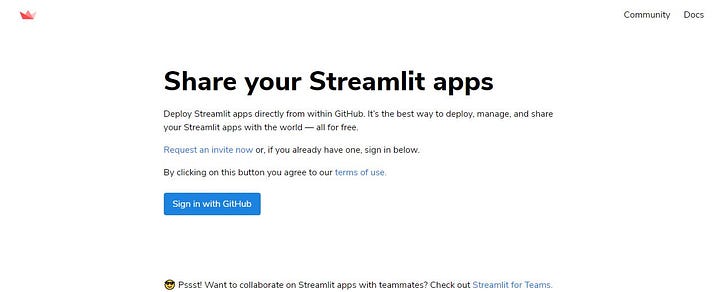 Community Docs
Share your Streamlit apps
Deploy Streamlit apps directly from within GitHub. It's the best way to deploy, manage, and share
your Streamlit apps with the world — all for free.
Request an invite now or, if you already have one, sign in below.
By clicking on this button you agree to our terms of use.
Sign in with GitHub
😎 Pssst! Want to collaborate on Streamlit apps with teammates? Check out Streamlit for Teams.